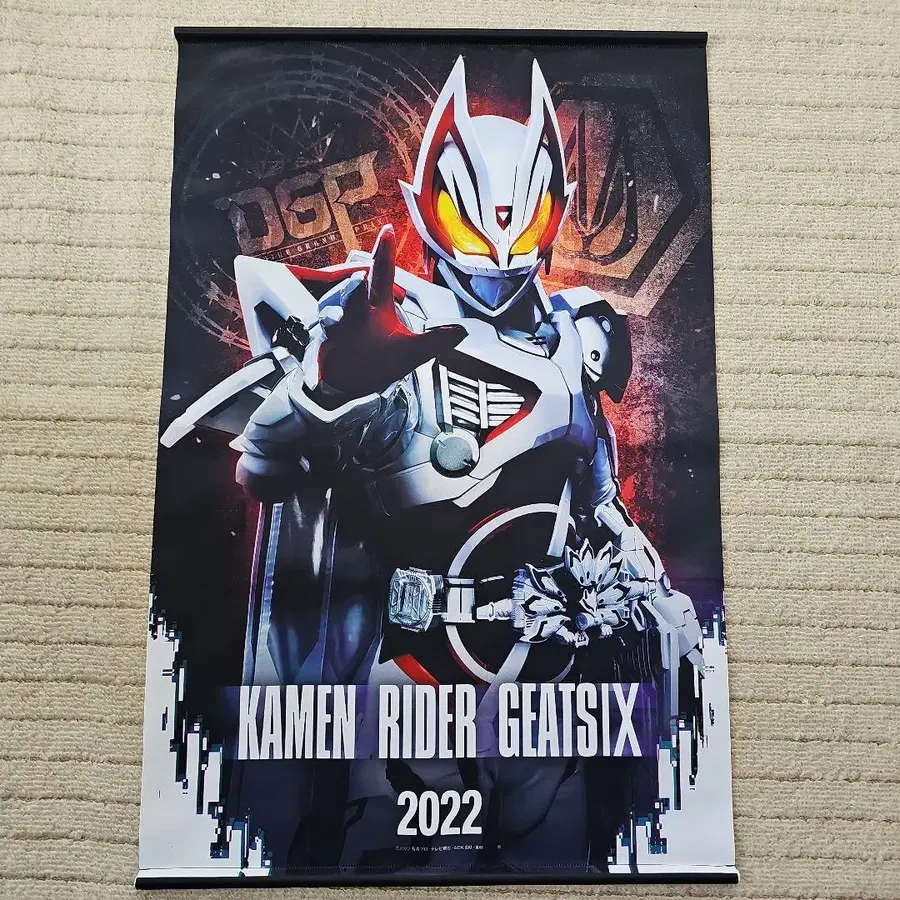 DGP
KAMEN RIDER GEATSIX
2022